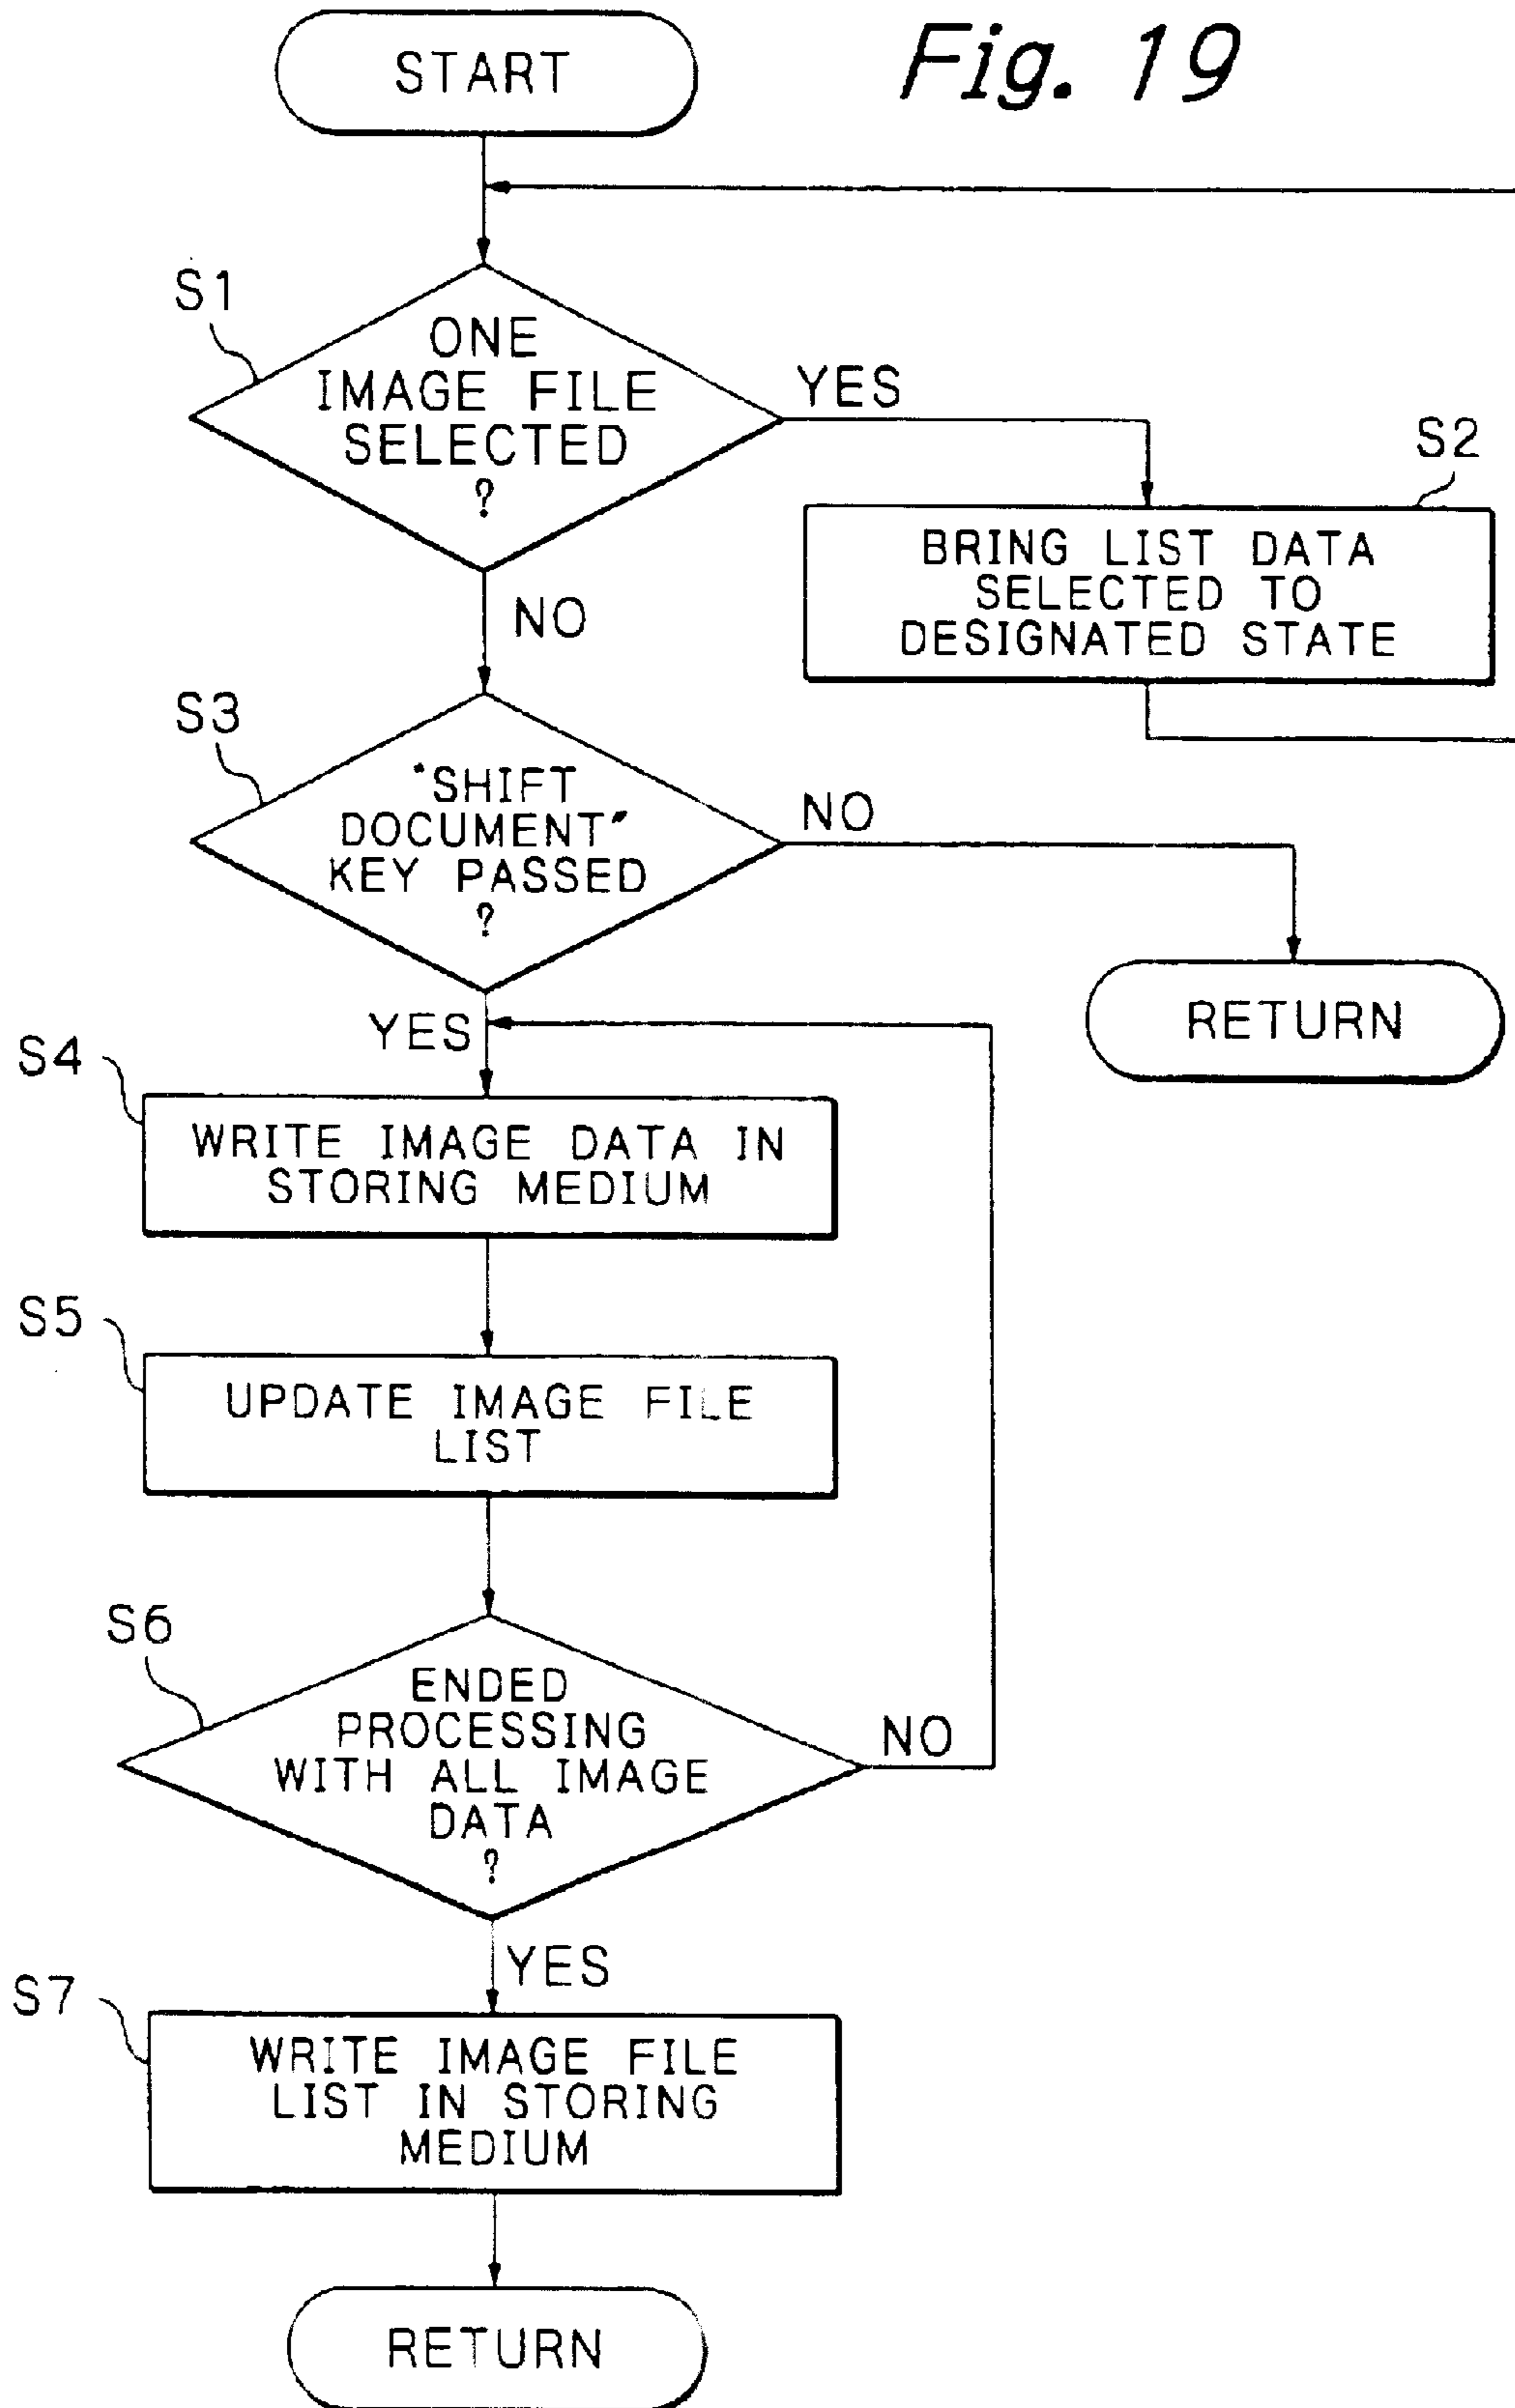 START
Fig. 19
S1
ONE
IMAGE FILE
SELECTED
?
YES
S2
BRING LIST DATA
SELECTED TO
DESIGNATED STATE
NO
S3
"SHIFT
DOCUMENT"
KEY PASSED
?
NO
RETURN
YES
S4
WRITE IMAGE DATA IN
STORING MEDIUM
S5
UPDATE IMAGE FILE
LIST
S6
ENDED
PROCESSING
WITH ALL IMAGE
DATA
?
NO
YES
S7
WRITE IMAGE FILE
LIST IN STORING
MEDIUM
RETURN